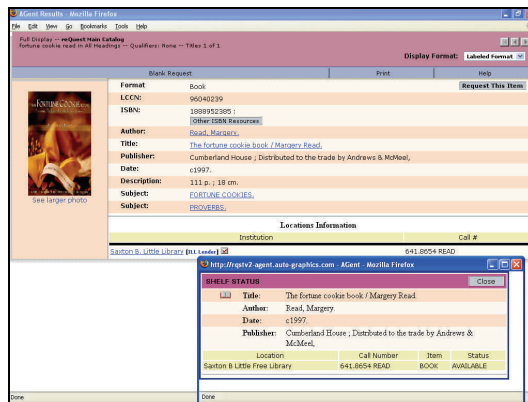 AGent Results - Mozilla Firefox
File Edit View Go Bookmarks Tools Help
Full Display -- reQuest Main Catalog
fortune cookie read in All Headings -- Qualifiers: None -- Titles 1 of 1
Display Format: Labeled Format
Blank Request Print Help
Format Book Request This Item
LCCN: 96040239
ISBN: 1888952385 :
Other ISBN Resources
Author: Read, Margery.
Title: The fortune cookie book / Margery Read.
Publisher: Cumberland House ; Distributed to the trade by Andrews & McMeel,
Date: c1997.
Description: 111 p. ; 18 cm.
Subject: FORTUNE COOKIES.
Subject: PROVERBS.
FORTUNE COOKIE
See larger photo
Locations Information
Institution Call #
Saxton B. Little Library [ILL Lender] 641.8654 READ
http://rqstv2-agent.auto-graphics.com - AGent - Mozilla Firefox
SHELF STATUS Close
Title: The fortune cookie book / Margery Read
Author: Read, Margery.
Date: c1997.
Publisher: Cumberland House ; Distributed to the trade by Andrews &
McMeel,
Location Call Number Item Status
Saxton B Little Free Library 641.8654 READ BOOK AVAILABLE
Done
Done